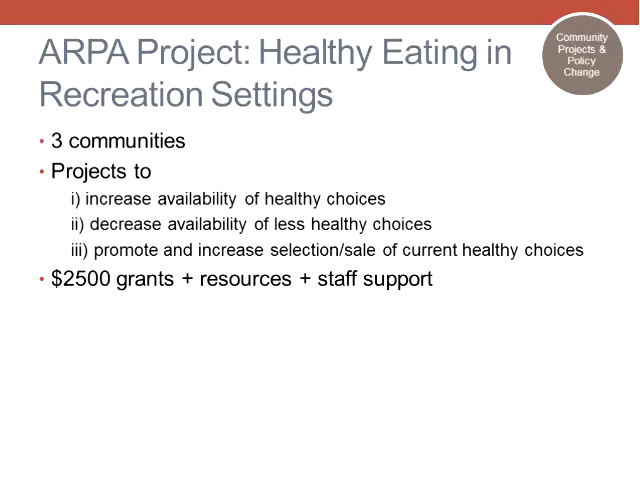 ARPA Project: Healthy Eating in
Recreation Settings
Community
Projects &
Policy
Change
• 3 communities
• Projects to
i) increase availability of healthy choices
ii) decrease availability of less healthy choices
iii) promote and increase selection/sale of current healthy choices
• $2500 grants + resources + staff support